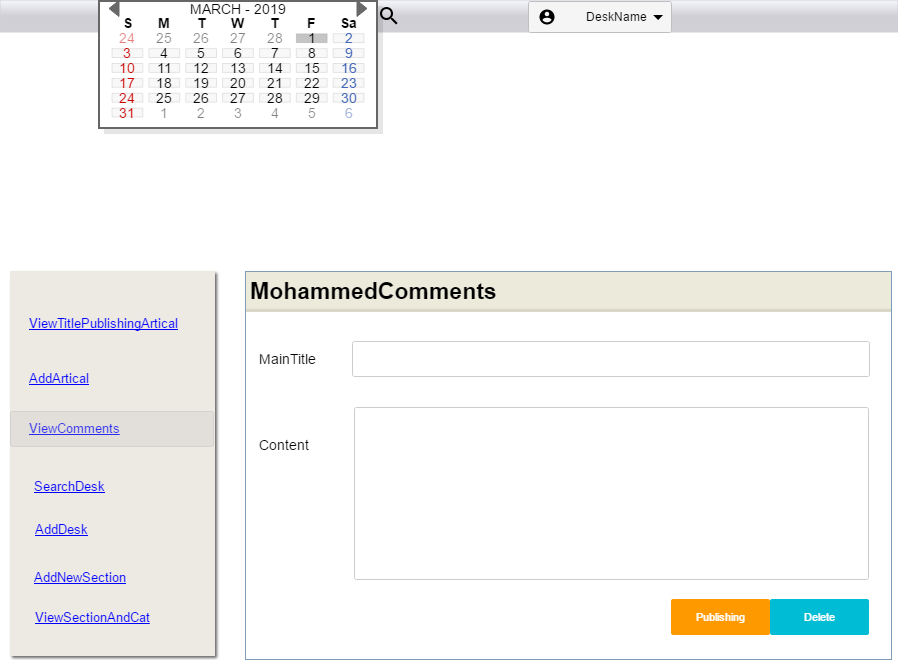 MARCH - 2019
DeskName
S M T W T F Sa
24 25 26 27 28 1 2
3 4 5 6 7 8 9
10 11 12 13 14 15 16
17 18 19 20 21 22 23
24 25 26 27 28 29 30
31 1 2 3 4 5 6
ViewTitlePublishingArtical
AddArtical
ViewComments
SearchDesk
AddDesk
AddNewSection
ViewSectionAndCat
MohammedComments
MainTitle
Content
Publishing Delete